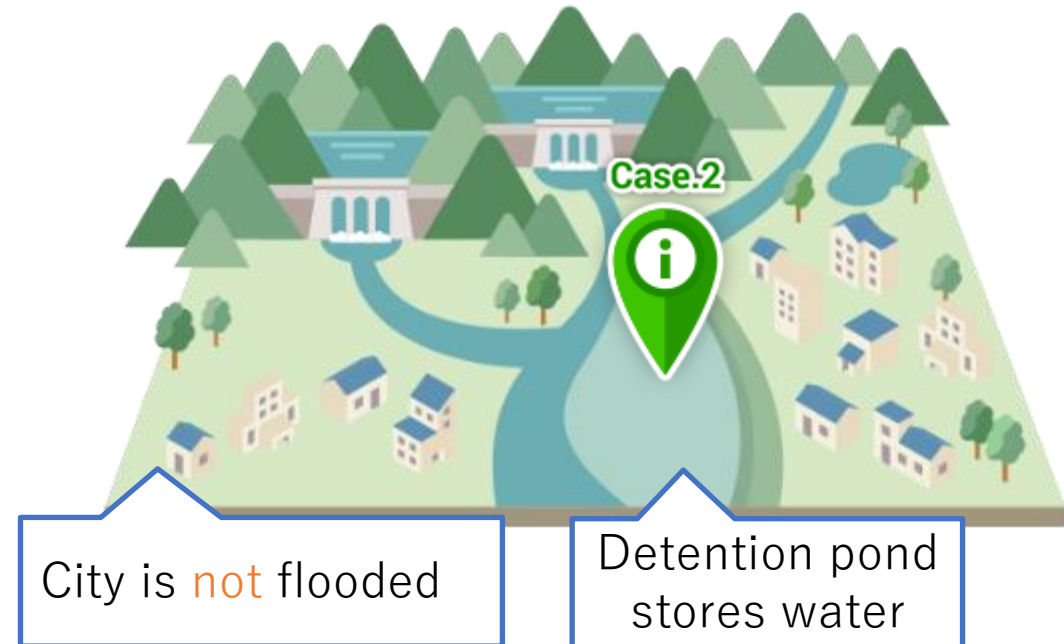 Case.2
i
City is not flooded
Detention pond
stores water